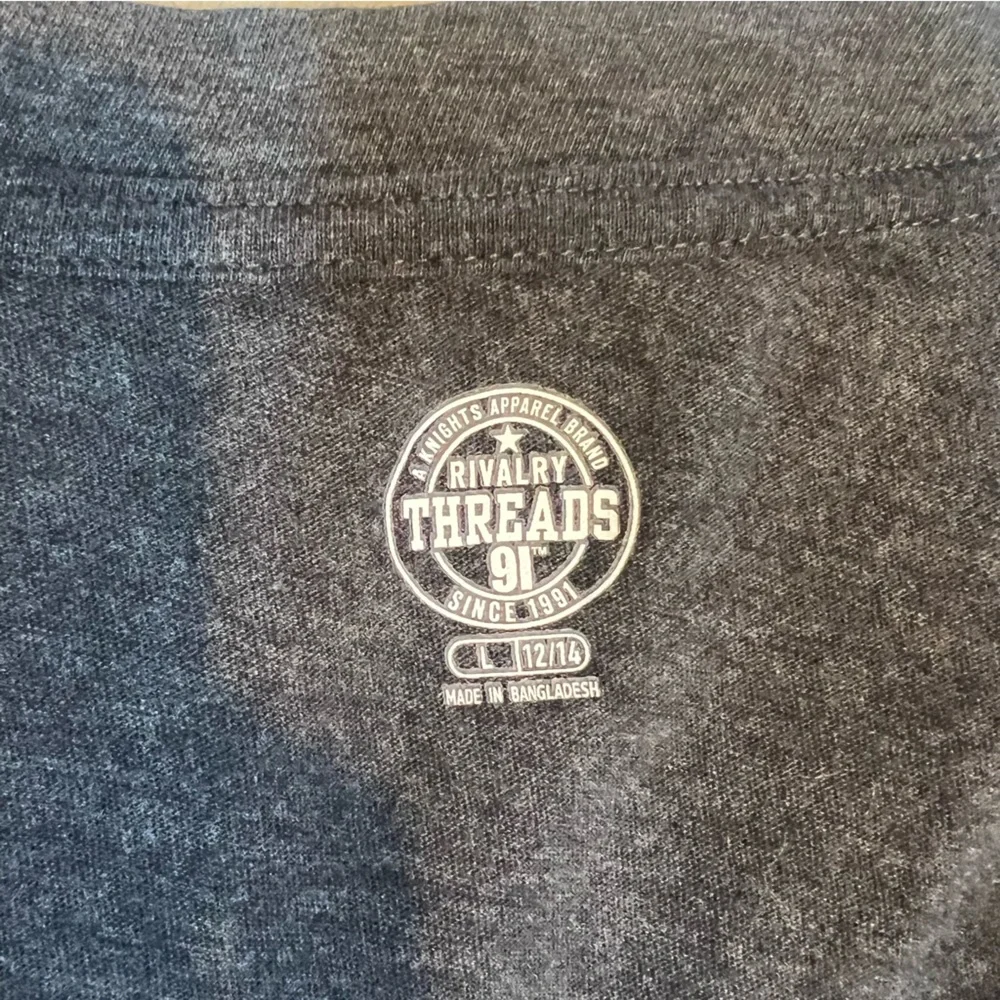 A KNIGHTS APPAREL BRAND
RIVALRY
THREADS
91™
SINCE 1991
L 12/14
MADE IN BANGLADESH